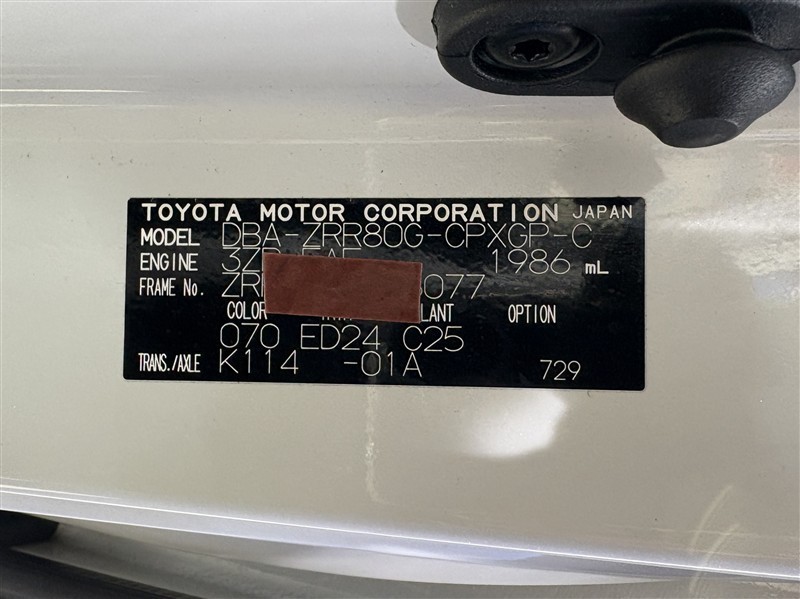 TOYOTA MOTOR CORPORATION JAPAN
MODEL DBA-ZRR80G-CPXGP-C
ENGINE 1986 mL
FRAME No. 077
COLOR OPTION
070 ED24 C25
TRANS./AXLE K114 -01A 729